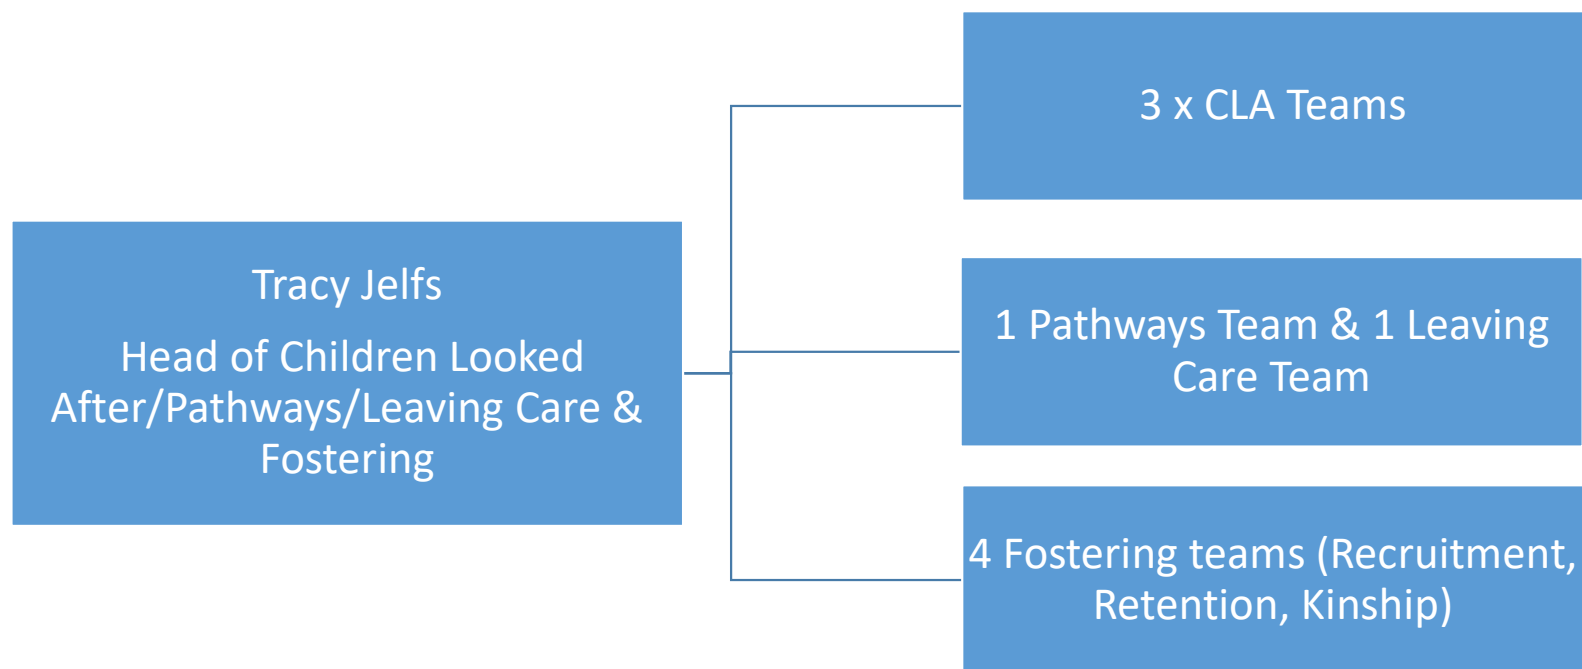 Tracy Jelfs
Head of Children Looked
After/Pathways/Leaving Care &
Fostering
3 x CLA Teams
1 Pathways Team & 1 Leaving
Care Team
4 Fostering teams (Recruitment,
Retention, Kinship)